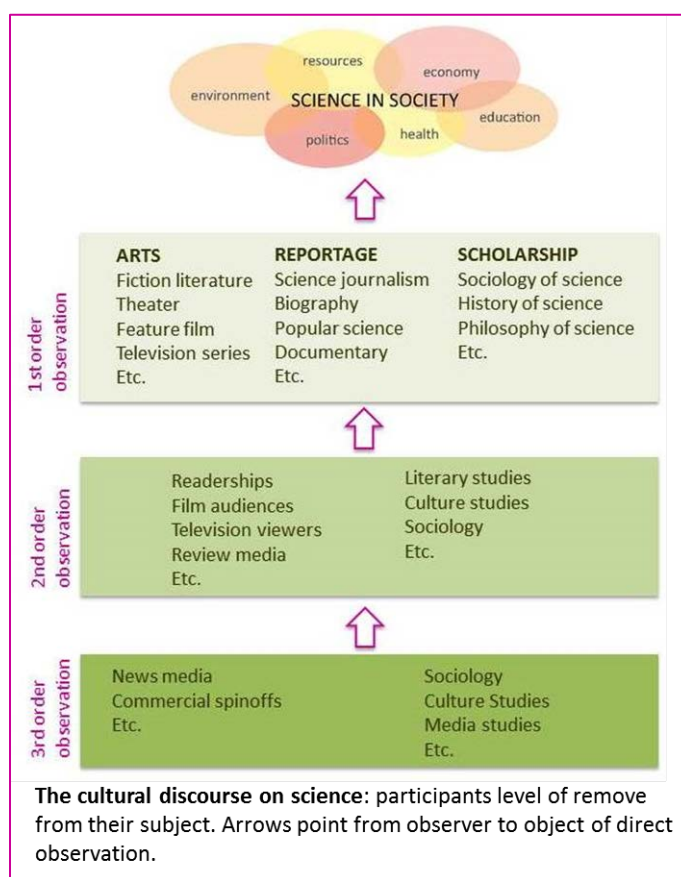 resources
economy
environment
SCIENCE IN SOCIETY
education
politics
health
1st order
observation
ARTS
Fiction literature
Theater
Feature film
Television series
Etc.
REPORTAGE
Science journalism
Biography
Popular science
Documentary
Etc.
SCHOLARSHIP
Sociology of science
History of science
Philosophy of science
Etc.
2nd order
observation
Readerships
Film audiences
Television viewers
Review media
Etc.
Literary studies
Culture studies
Sociology
Etc.
3rd order
observation
News media
Commercial spinoffs
Etc.
Sociology
Culture Studies
Media studies
Etc.
The cultural discourse on science: participants level of remove
from their subject. Arrows point from observer to object of direct
observation.